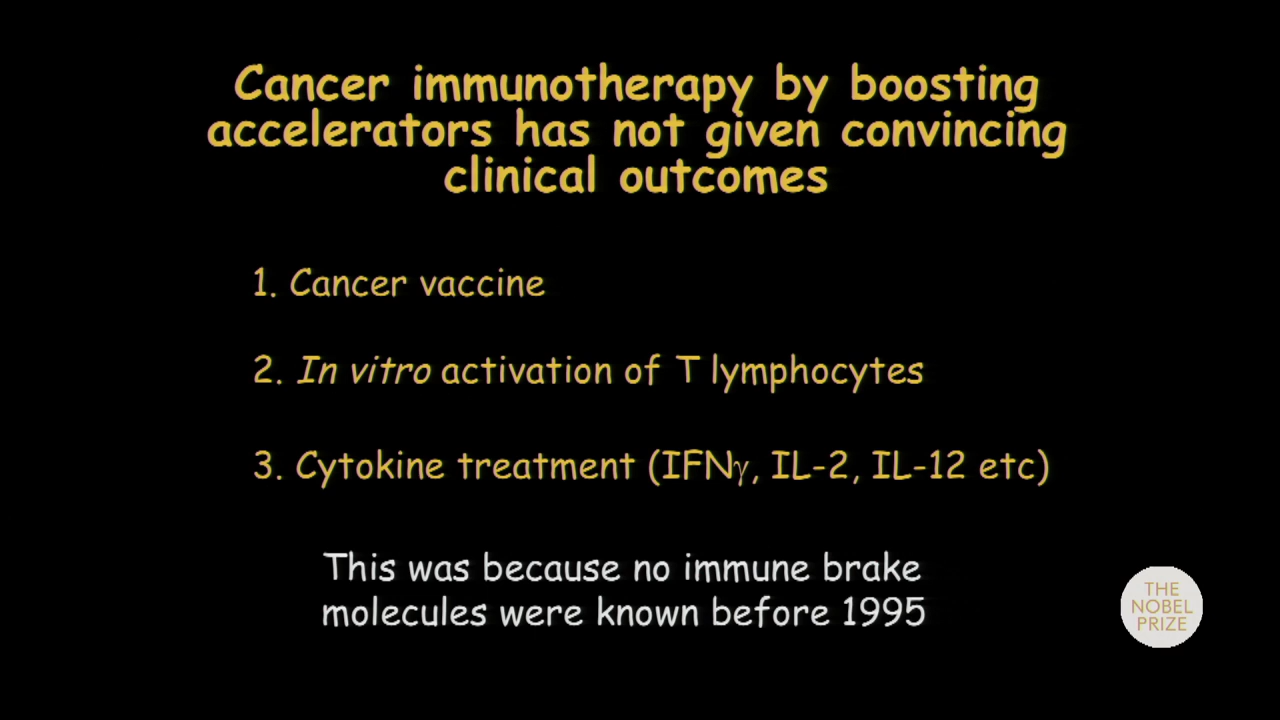 Cancer immunotherapy by boosting
accelerators has not given convincing
clinical outcomes
1. Cancer vaccine
2. In vitro activation of T lymphocytes
3. Cytokine treatment (IFNγ, IL-2, IL-12 etc)
This was because no immune brake
molecules were known before 1995
THE
NOBEL
PRIZE